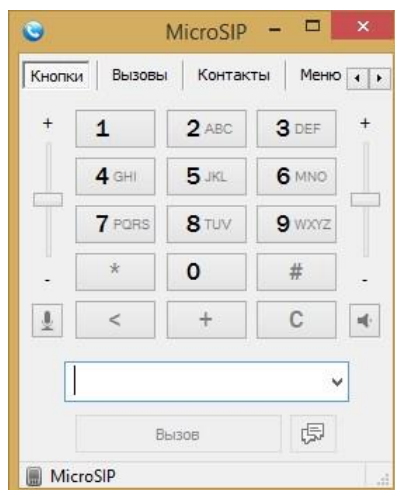 MicroSIP
Кнопки Вызовы Контакты Меню
+ 1 2 ABC 3 DEF +
4 GHI 5 JKL 6 MNO
7 PQRS 8 TUV 9 WXYZ
- * 0 # -
< + C
Вызов
MicroSIP